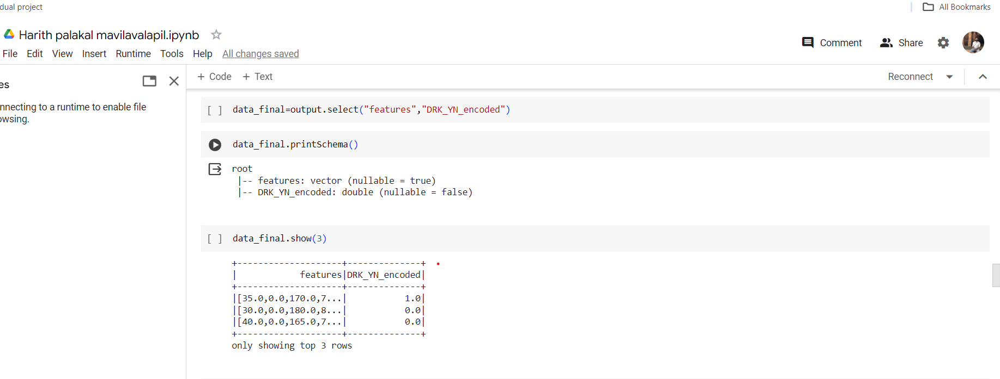 dual project
All Bookmarks
Harith palakal mavilavalapil.ipynb
Comment
Share
File Edit View Insert Runtime Tools Help All changes saved
es
+ Code + Text
Reconnect
nnecting to a runtime to enable file
owsing.
[ ] data_final=output.select("features","DRK_YN_encoded")
data_final.printSchema()
root
 |-- features: vector (nullable = true)
 |-- DRK_YN_encoded: double (nullable = false)
[ ] data_final.show(3)
+--------------------+--------------+
|            features|DRK_YN_encoded|
+--------------------+--------------+
|[35.0,0.0,170.0,7...|           1.0|
|[30.0,0.0,180.0,8...|           0.0|
|[40.0,0.0,165.0,7...|           0.0|
+--------------------+--------------+
only showing top 3 rows